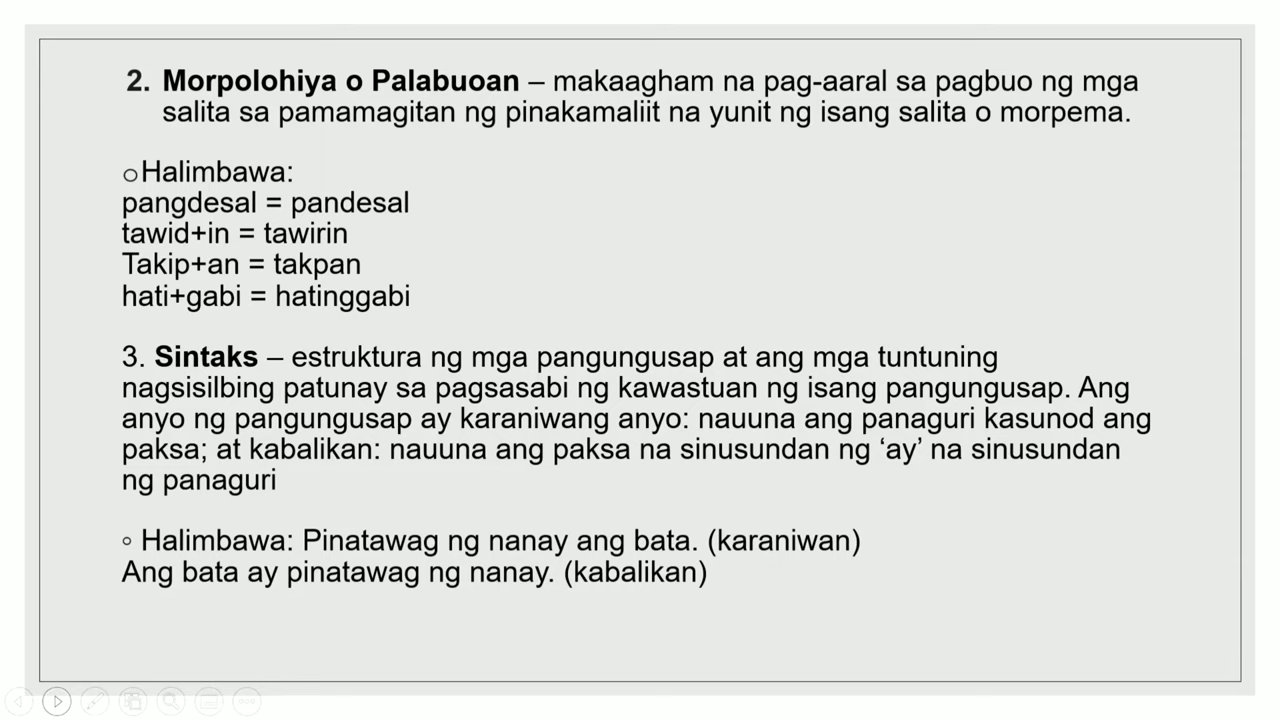 2. Morpolohiya o Palabuoan – makaagham na pag-aaral sa pagbuo ng mga
salita sa pamamagitan ng pinakamaliit na yunit ng isang salita o morpema.
○Halimbawa:
pangdesal = pandesal
tawid+in = tawirin
Takip+an = takpan
hati+gabi = hatinggabi
3. Sintaks – estruktura ng mga pangungusap at ang mga tuntuning
nagsisilbing patunay sa pagsasabi ng kawastuan ng isang pangungusap. Ang
anyo ng pangungusap ay karaniwang anyo: nauuna ang panaguri kasunod ang
paksa; at kabalikan: nauuna ang paksa na sinusundan ng ‘ay’ na sinusundan
ng panaguri
◦ Halimbawa: Pinatawag ng nanay ang bata. (karaniwan)
Ang bata ay pinatawag ng nanay. (kabalikan)